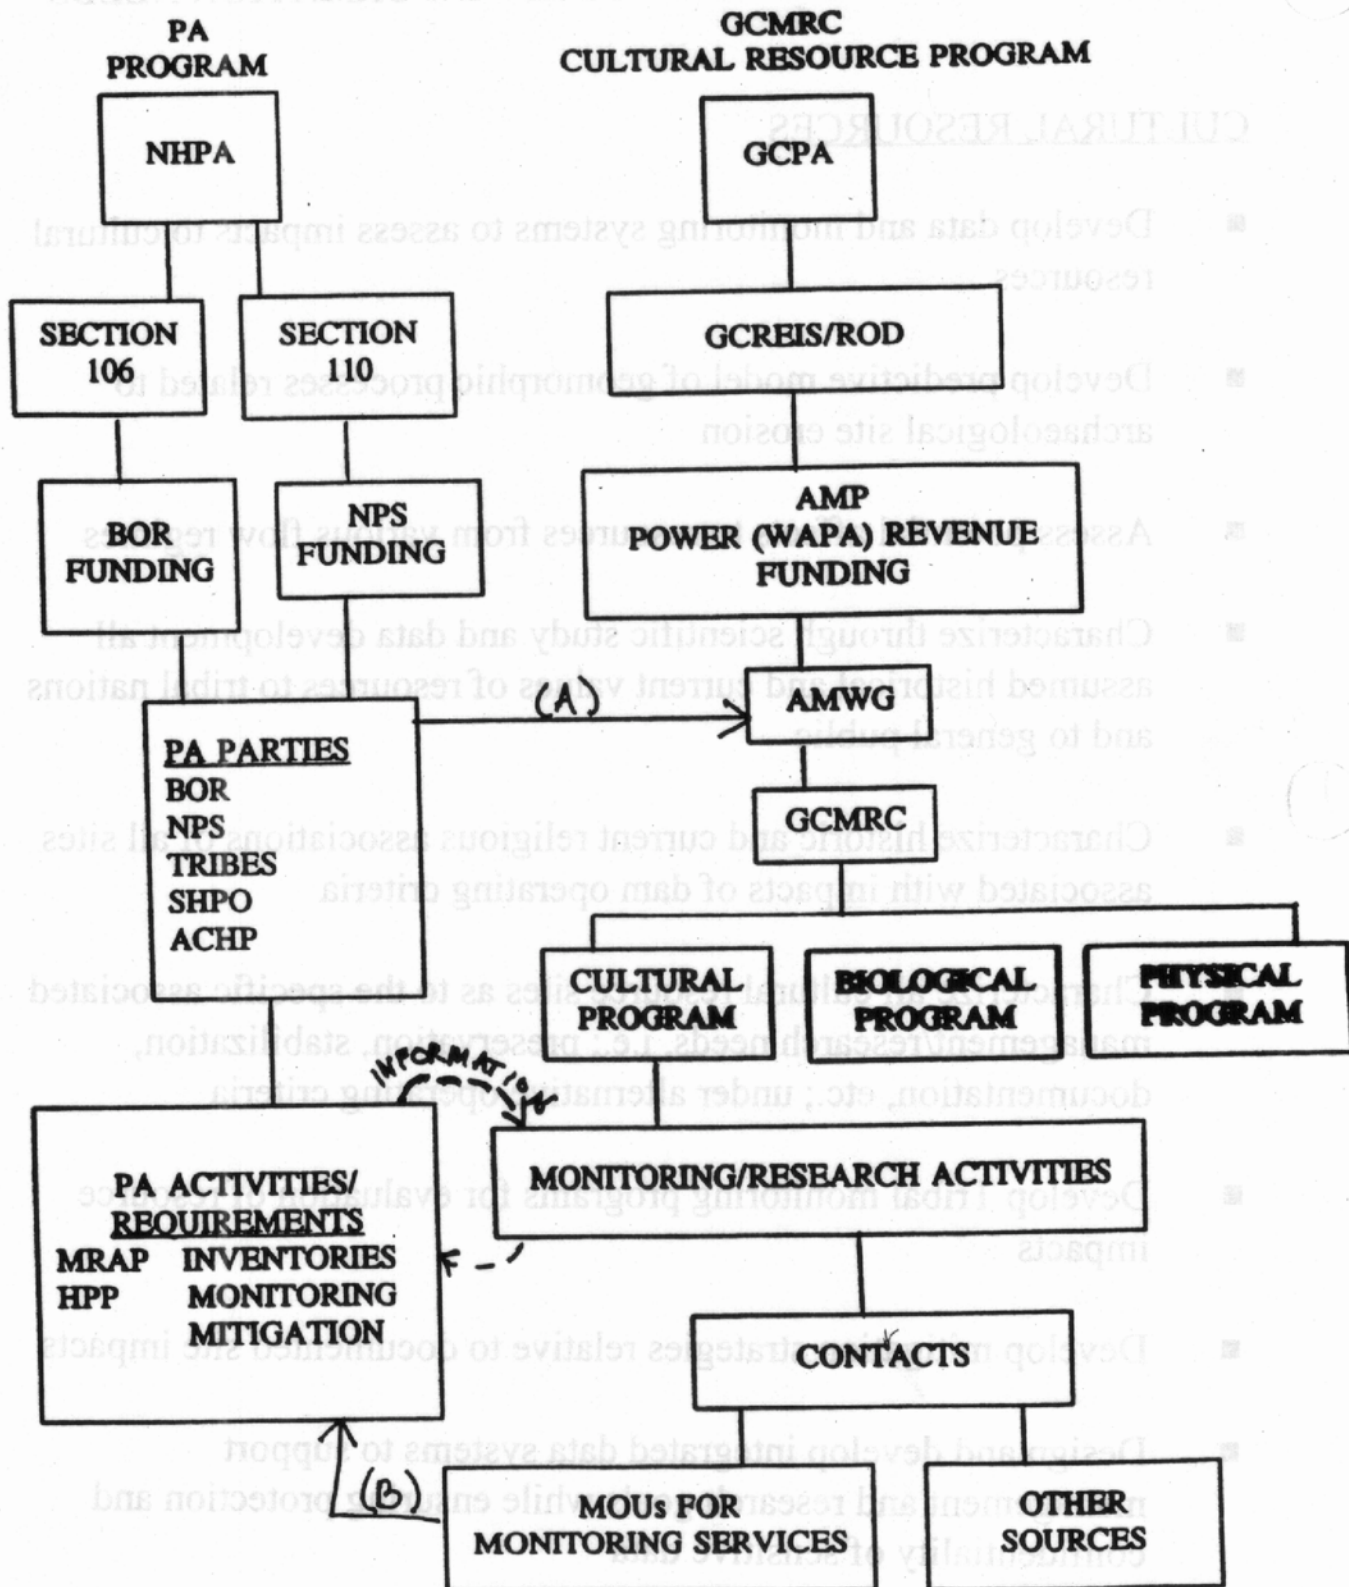 PA
PROGRAM
GCMRC
CULTURAL RESOURCE PROGRAM
NHPA
GCPA
SECTION
106
SECTION
110
GCREIS/ROD
BOR
FUNDING
NPS
FUNDING
AMP
POWER (WAPA) REVENUE
FUNDING
(A)
AMWG
PA PARTIES
BOR
NPS
TRIBES
SHPO
ACHP
GCMRC
CULTURAL
PROGRAM
BIOLOGICAL
PROGRAM
PHYSICAL
PROGRAM
INFORMATION
MONITORING/RESEARCH ACTIVITIES
PA ACTIVITIES/
REQUIREMENTS
MRAP INVENTORIES
HPP MONITORING
MITIGATION
CONTACTS
(B)
MOUs FOR
MONITORING SERVICES
OTHER
SOURCES